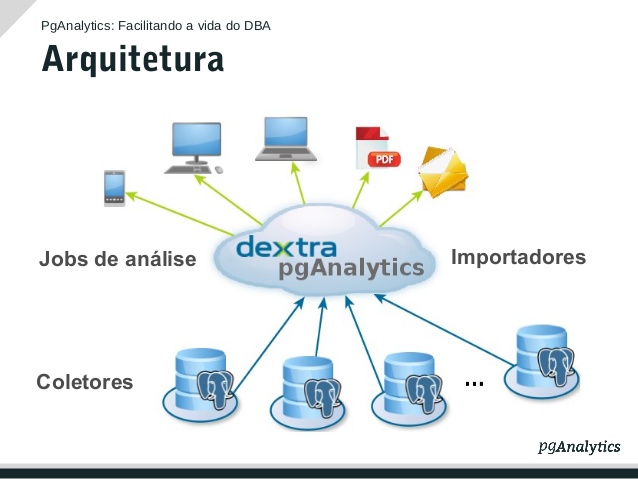 PgAnalytics: Facilitando a vida do DBA
Arquitetura
PDF
Jobs de análise
dextra
pgAnalytics
Importadores
Coletores
...
pgAnalytics